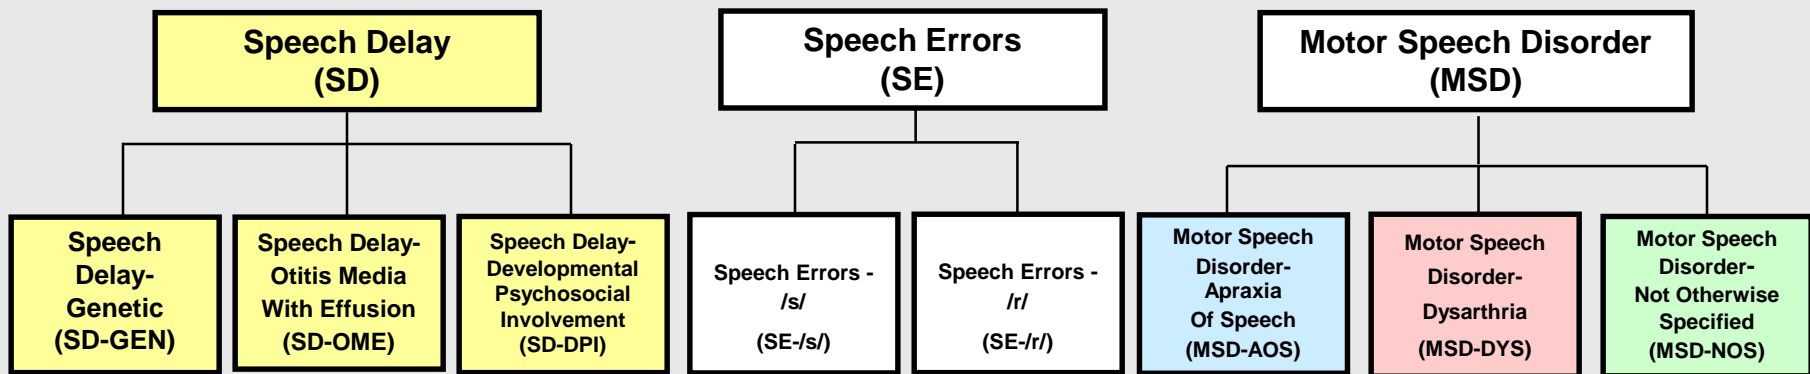 Speech Delay
(SD)
Speech Errors
(SE)
Motor Speech Disorder
(MSD)
Speech
Delay-
Genetic
(SD-GEN)
Speech Delay-
Otitis Media
With Effusion
(SD-OME)
Speech Delay-
Developmental
Psychosocial
Involvement
(SD-DPI)
Speech Errors -
/s/
(SE-/s/)
Speech Errors -
/r/
(SE-/r/)
Motor Speech
Disorder-
Apraxia
Of Speech
(MSD-AOS)
Motor Speech
Disorder-
Dysarthria
(MSD-DYS)
Motor Speech
Disorder-
Not Otherwise
Specified
(MSD-NOS)